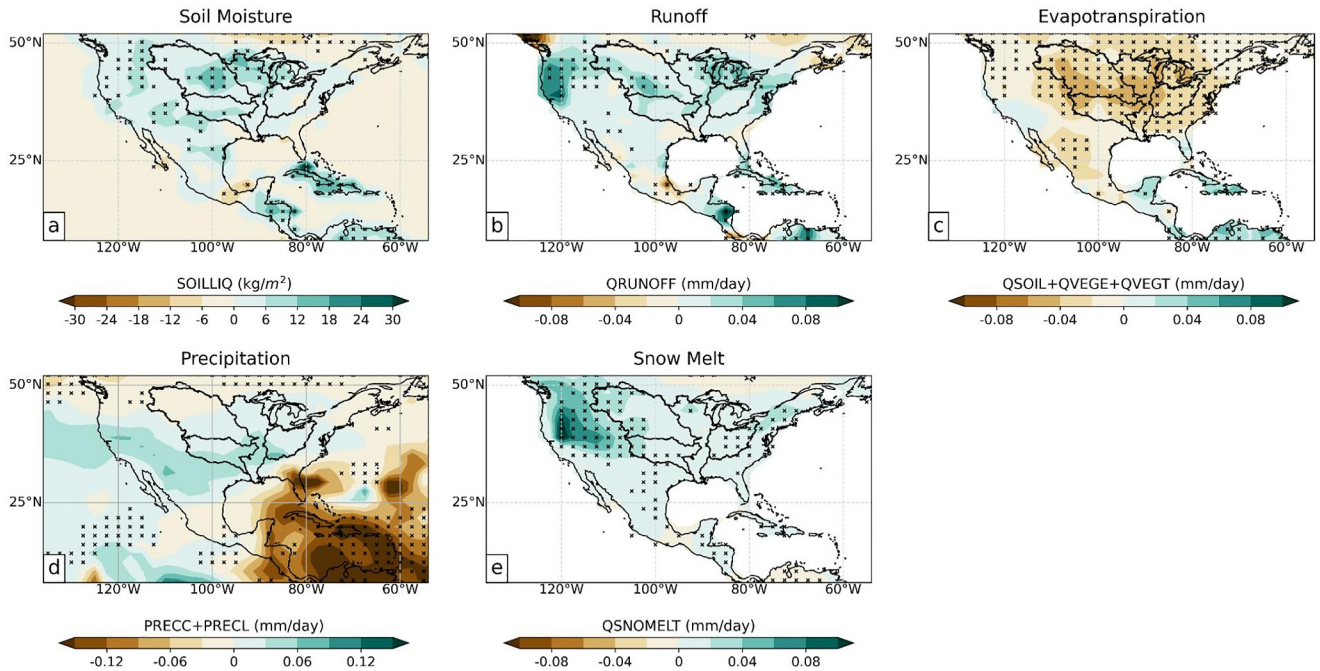 Soil Moisture
Runoff
Evapotranspiration
50°N
25°N
a
120°W 100°W 80°W 60°W
50°N
25°N
b
120°W 100°W 80°W 60°W
50°N
25°N
c
120°W 100°W 80°W 60°W
SOILLIQ (kg/m²)
-30 -24 -18 -12 -6 0 6 12 18 24 30
QRUNOFF (mm/day)
-0.08 -0.04 0 0.04 0.08
QSOIL+QVEGE+QVEGT (mm/day)
-0.08 -0.04 0 0.04 0.08
Precipitation
Snow Melt
50°N
25°N
d
120°W 100°W 80°W 60°W
50°N
25°N
e
120°W 100°W 80°W 60°W
PRECC+PRECL (mm/day)
-0.12 -0.06 0 0.06 0.12
QSNOMELT (mm/day)
-0.08 -0.04 0 0.04 0.08